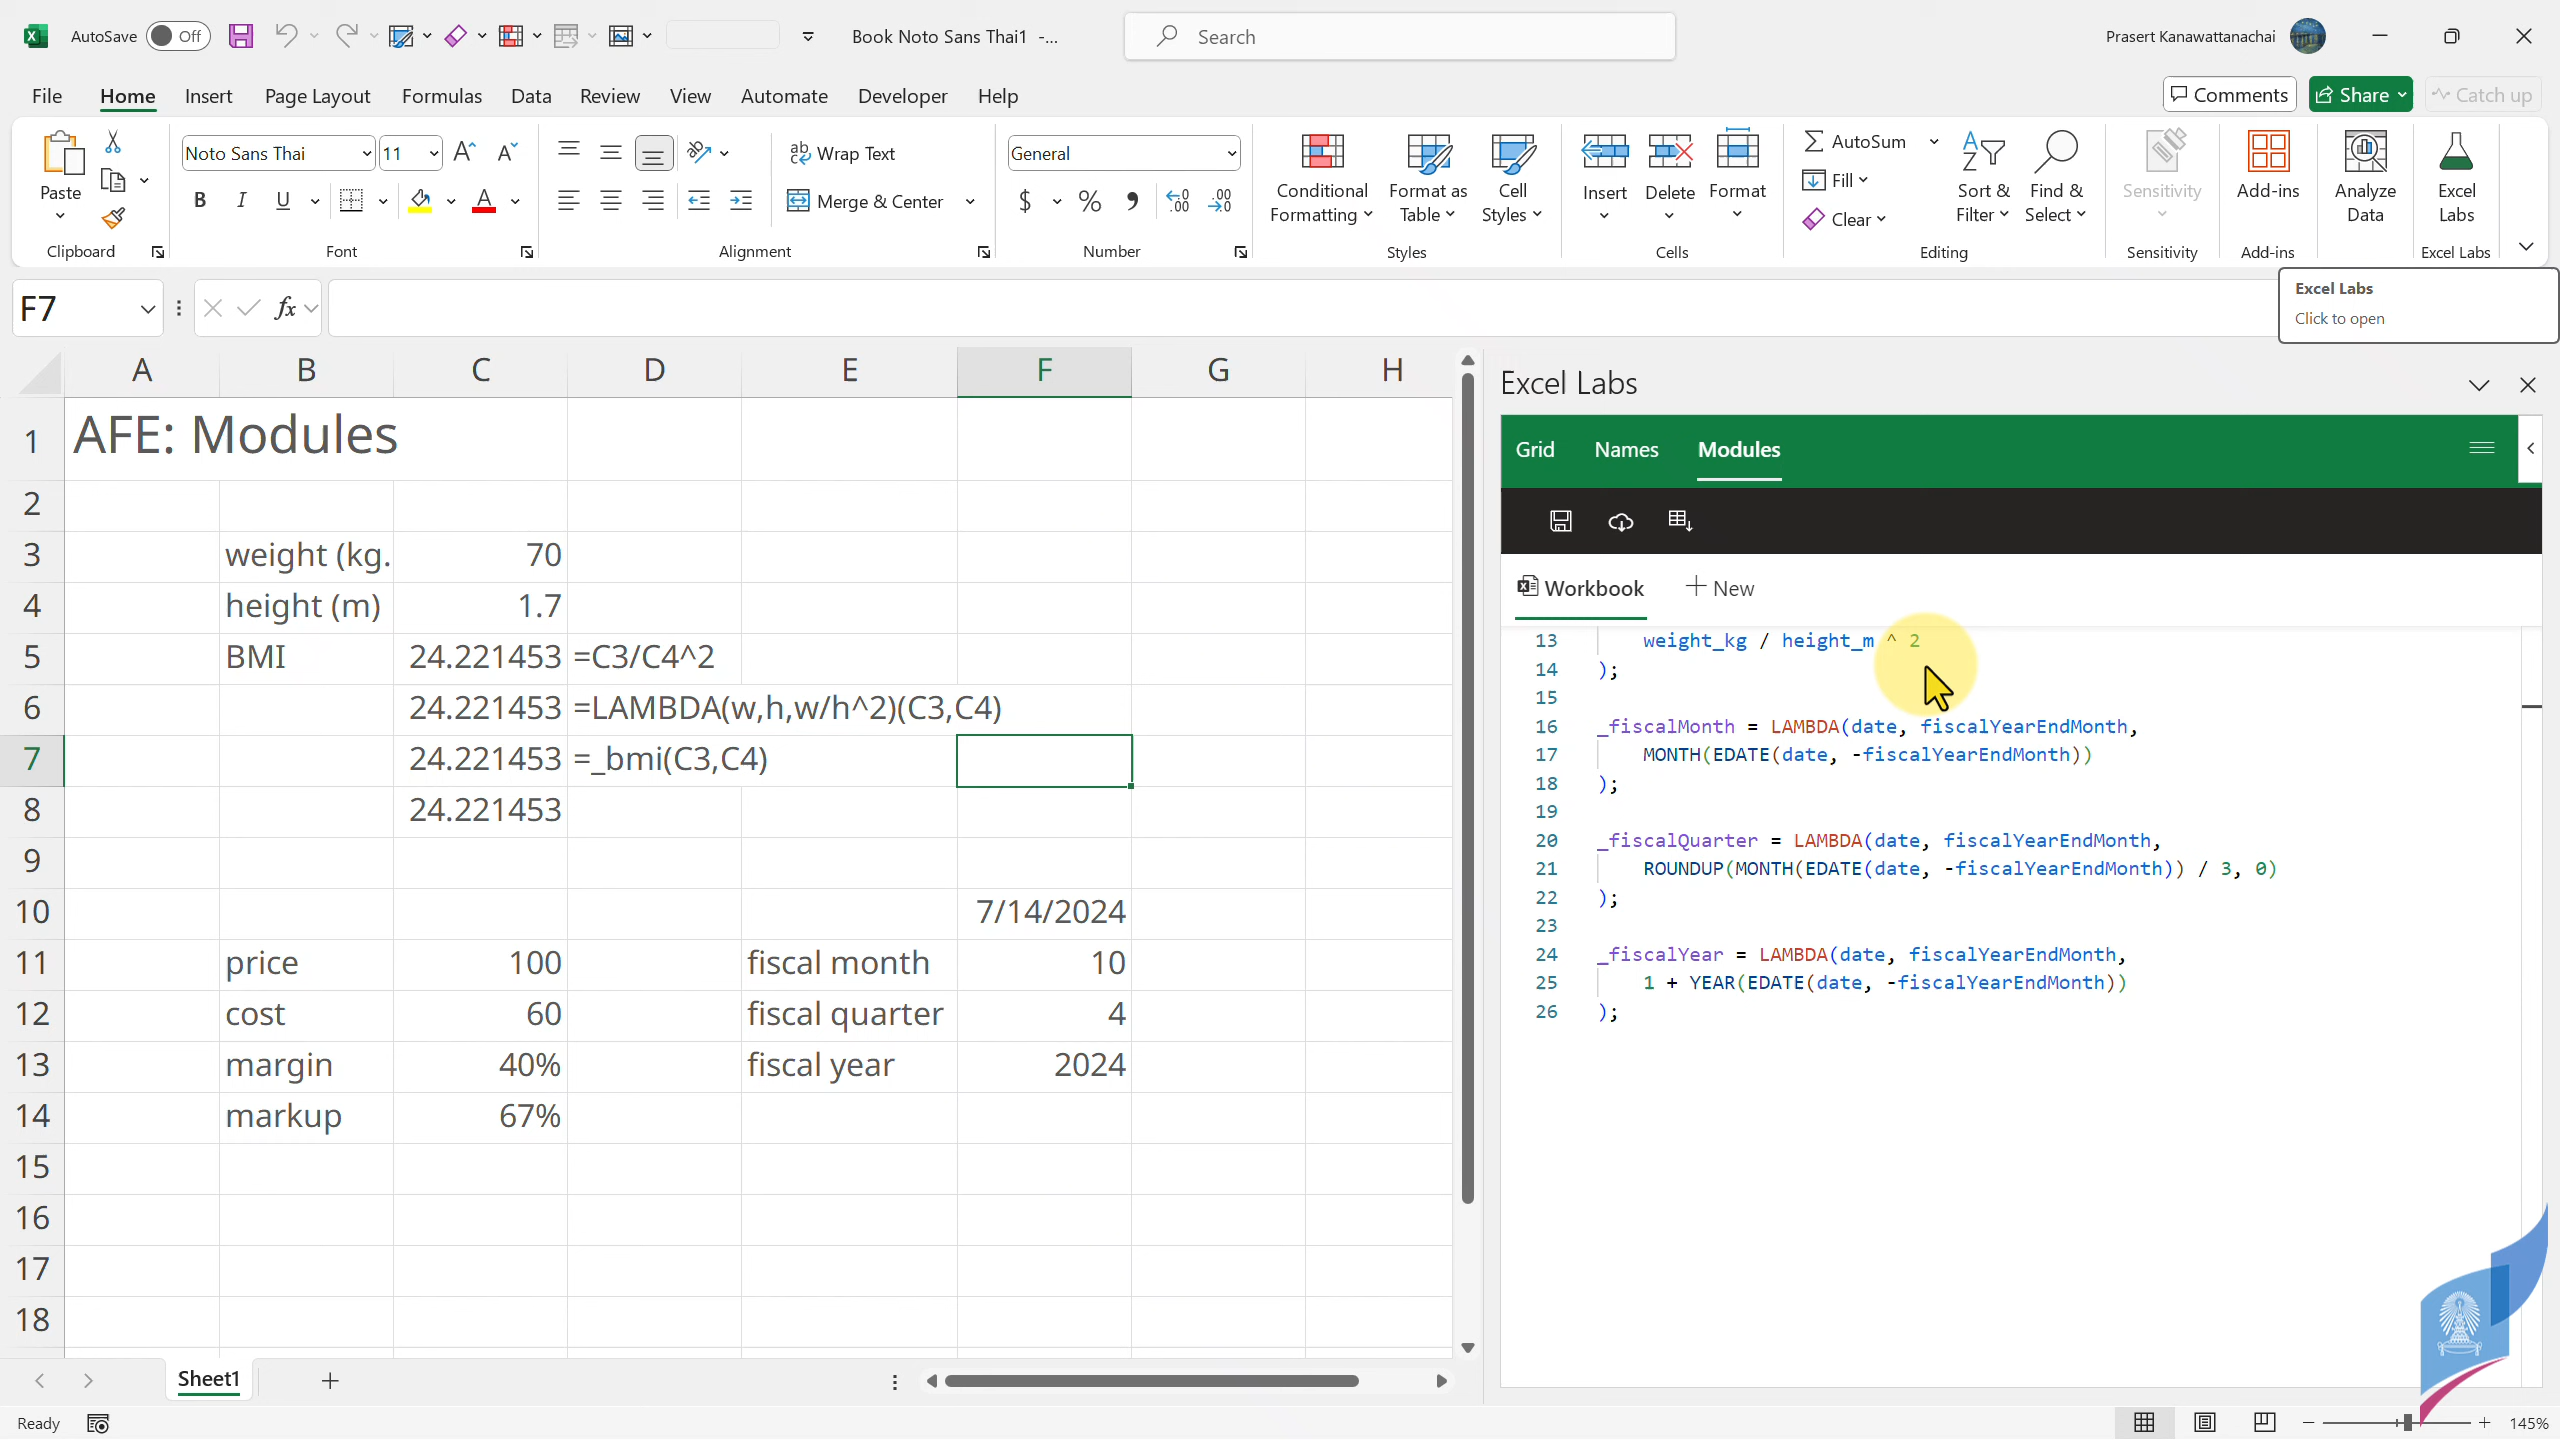 AutoSave Off Book Noto Sans Thai1 -... Search Prasert Kanawattanachai
File Home Insert Page Layout Formulas Data Review View Automate Developer Help Comments Share Catch up
Paste Clipboard
Noto Sans Thai 11 Font
Wrap Text
Merge & Center
Alignment
General
Number
Conditional Formatting
Format as Table
Cell Styles
Styles
Insert Delete Format
Cells
AutoSum
Fill
Clear
Sort & Filter
Find & Select
Editing
Sensitivity
Sensitivity
Add-ins
Add-ins
Analyze Data
Excel Labs
Excel Labs
F7 fx
Excel Labs
Click to open
A B C D E F G H
1 AFE: Modules
2
3 weight (kg. 70
4 height (m) 1.7
5 BMI 24.221453 =C3/C4^2
6 24.221453 =LAMBDA(w,h,w/h^2)(C3,C4)
7 24.221453 =_bmi(C3,C4)
8 24.221453
9
10 7/14/2024
11 price 100 fiscal month 10
12 cost 60 fiscal quarter 4
13 margin 40% fiscal year 2024
14 markup 67%
15
16
17
18
Excel Labs
Grid Names Modules
Workbook + New
13 weight_kg / height_m ^ 2
14 );
15
16 _fiscalMonth = LAMBDA(date, fiscalYearEndMonth,
17 MONTH(EDATE(date, -fiscalYearEndMonth))
18 );
19
20 _fiscalQuarter = LAMBDA(date, fiscalYearEndMonth,
21 ROUNDUP(MONTH(EDATE(date, -fiscalYearEndMonth)) / 3, 0)
22 );
23
24 _fiscalYear = LAMBDA(date, fiscalYearEndMonth,
25 1 + YEAR(EDATE(date, -fiscalYearEndMonth))
26 );
Sheet1
Ready 145%